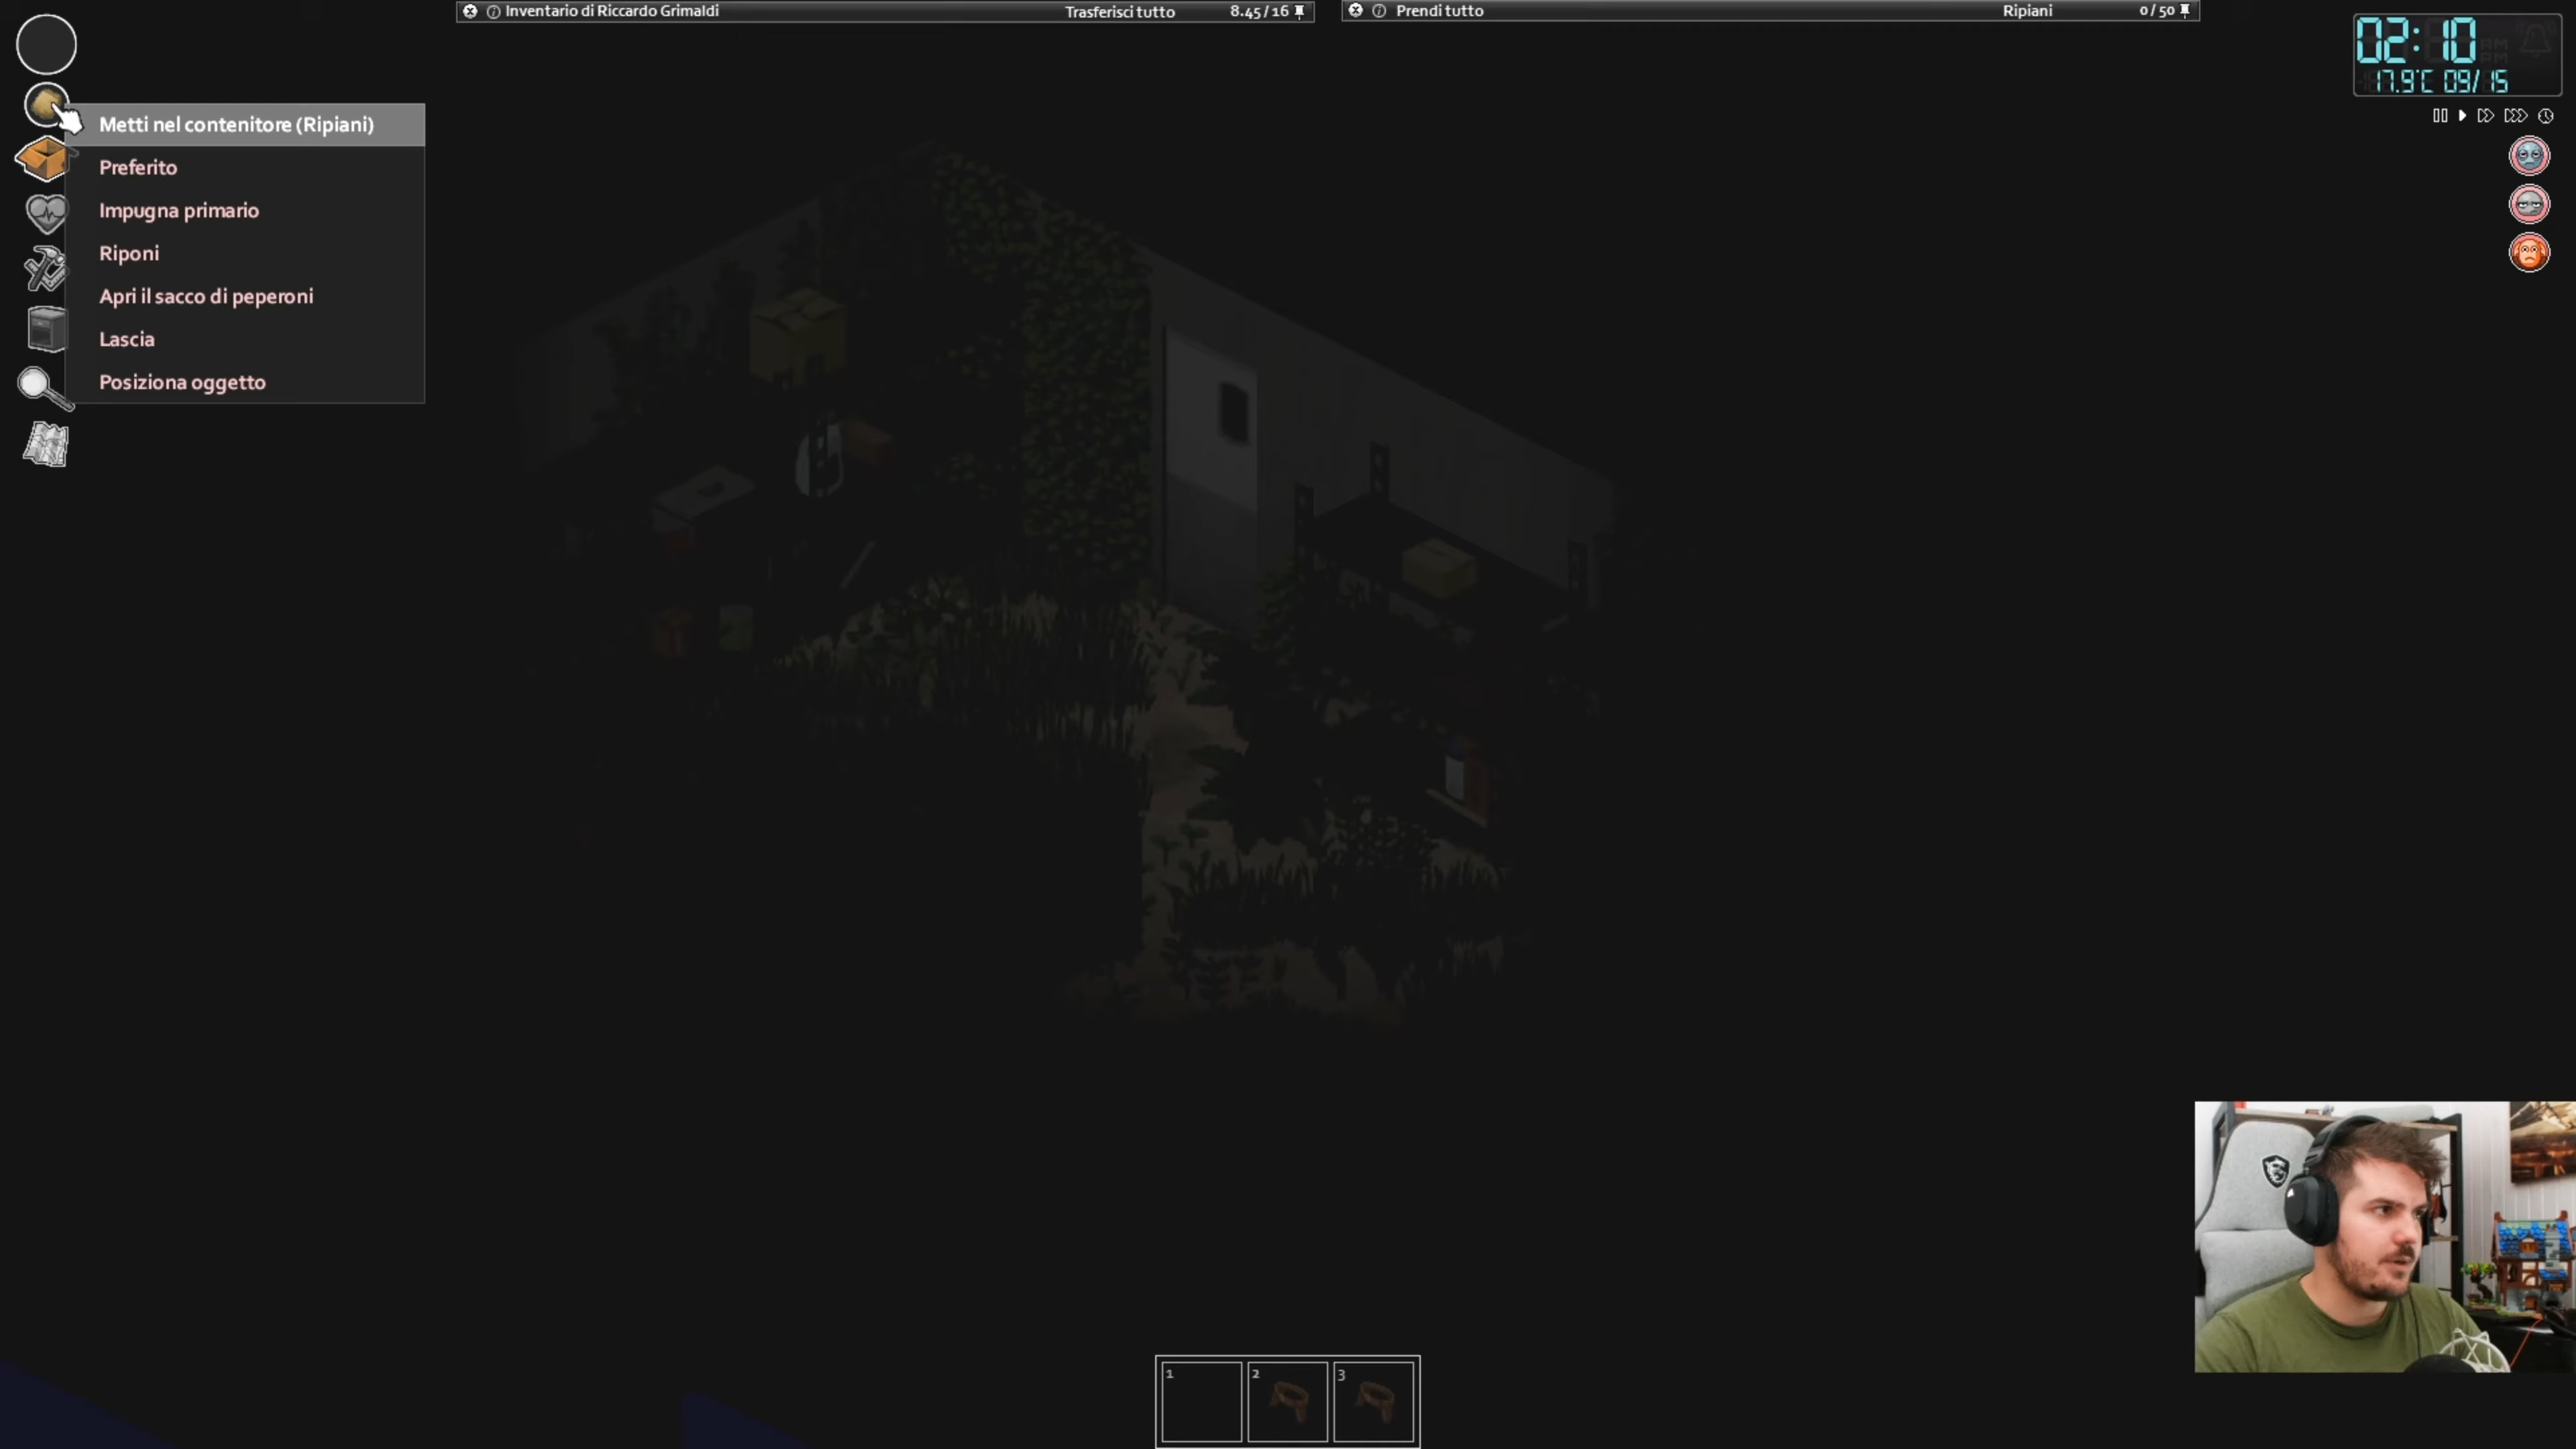 Inventario di Riccardo Grimaldi
Trasferisci tutto
8.45 / 16
Prendi tutto
Ripiani
0 / 50
02:10
AM
PM
17.9°C 09/15
Metti nel contenitore (Ripiani)
Preferito
Impugna primario
Riponi
Apri il sacco di peperoni
Lascia
Posiziona oggetto
1
2
3